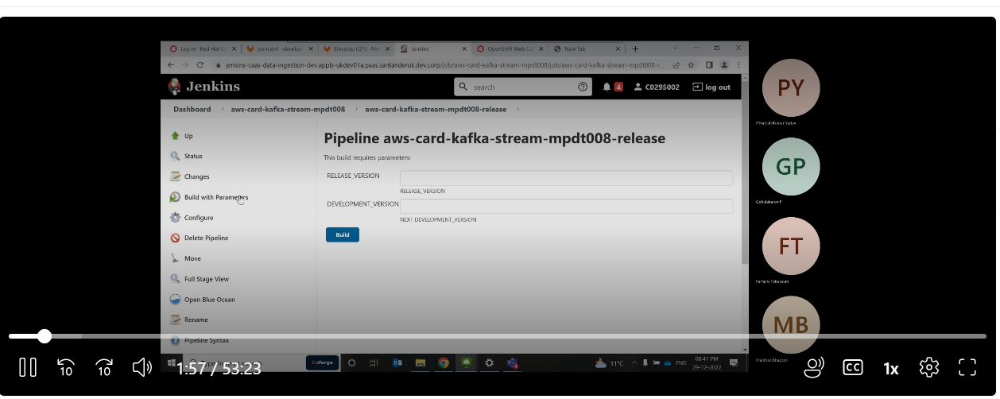 Log in - Red Hat O
pom.xml · develop
Develop (!21) · Me
Jenkins
OpenShift Web Co
New Tab
jenkins-caas-data-ingestion-dev.appls-ukdev01a.paas.santanderuk.dev.corp/job/aws-card-kafka-stream-mpdt008/job/aws-card-kafka-stream-mpdt008-r...
Jenkins
search
4
C0295002
log out
Dashboard
aws-card-kafka-stream-mpdt008
aws-card-kafka-stream-mpdt008-release
Up
Status
Changes
Build with Parameters
Configure
Delete Pipeline
Move
Full Stage View
Open Blue Ocean
Rename
Pipeline Syntax
Pipeline aws-card-kafka-stream-mpdt008-release
This build requires parameters:
RELEASE_VERSION
RELEASE_VERSION
DEVELOPMENT_VERSION
NEXT DEVELOPMENT_VERSION
Build
PY
P Naresh Kumar Yadav
GP
Gokulakaran P
FT
Farhana Tabassum
MB
Manthan Bhagtan
10
10
1:57 / 53:23
Coforge
11°C
ENG
08:41 PM
29-12-2022
CC
1x